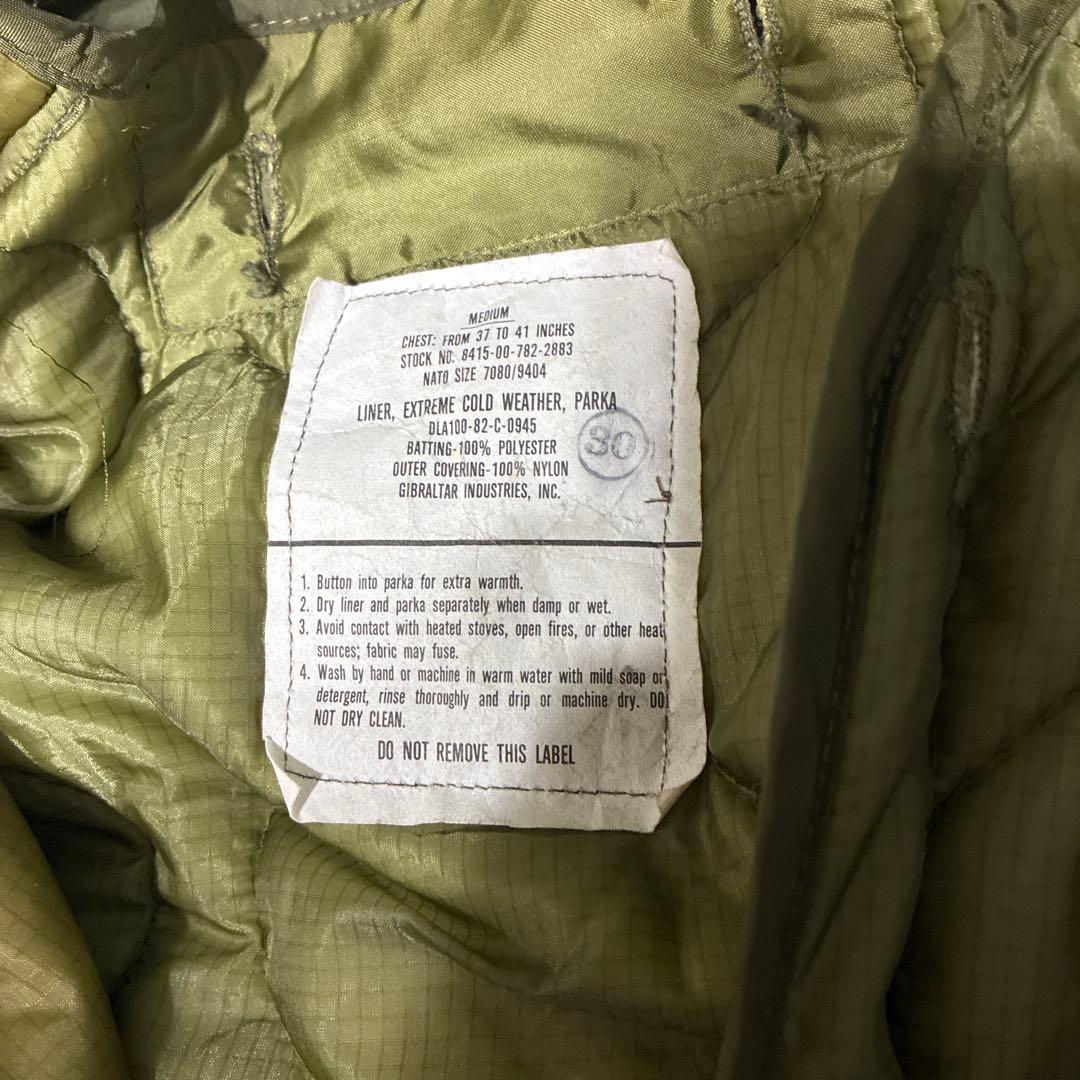 MEDIUM
CHEST: FROM 37 TO 41 INCHES
STOCK NO. 8415-00-782-2883
NATO SIZE 7080/9404
LINER, EXTREME COLD WEATHER, PARKA
DLA100-82-C-0945
BATTING-100% POLYESTER
OUTER COVERING-100% NYLON
GIBRALTAR INDUSTRIES, INC.
30
1. Button into parka for extra warmth.
2. Dry liner and parka separately when damp or wet.
3. Avoid contact with heated stoves, open fires, or other heat
sources; fabric may fuse.
4. Wash by hand or machine in warm water with mild soap or
detergent, rinse thoroughly and drip or machine dry. DO
NOT DRY CLEAN.
DO NOT REMOVE THIS LABEL